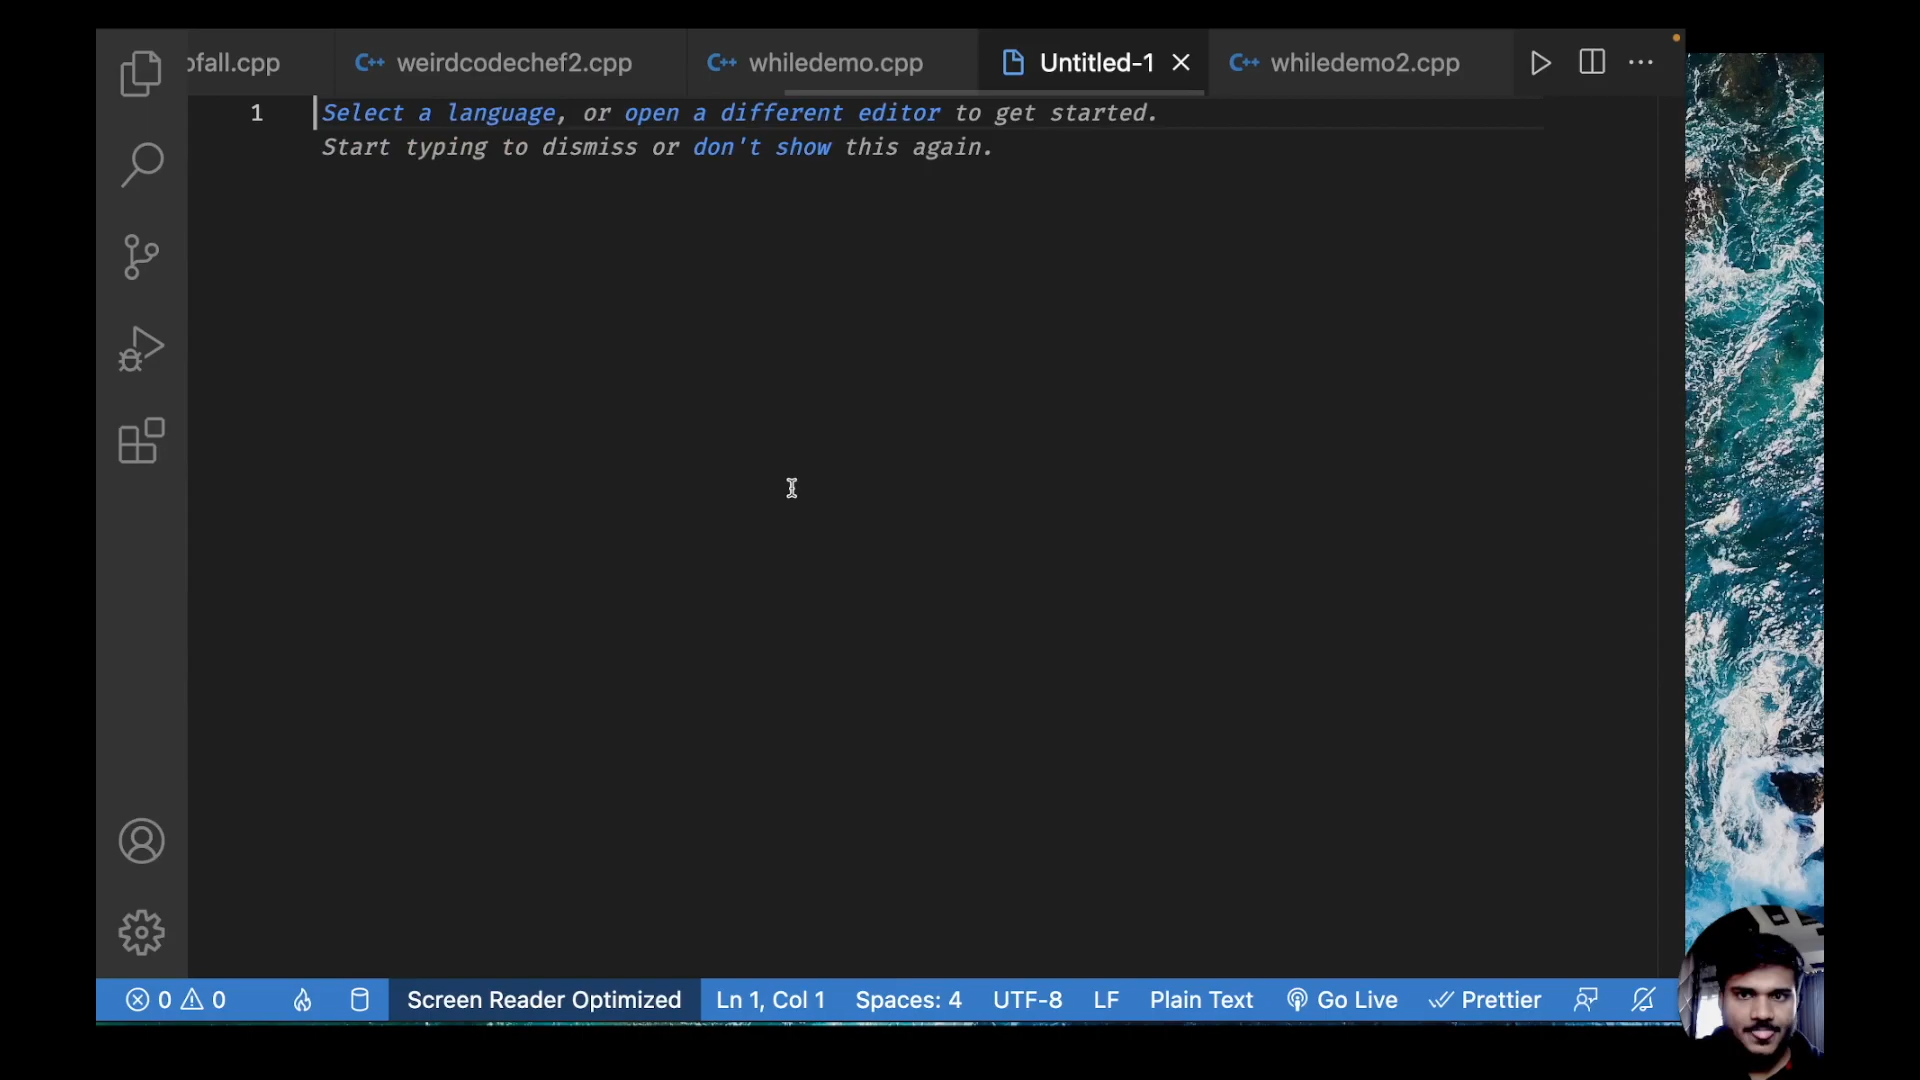 ofall.cpp
C++ weirdcodechef2.cpp
C++ whiledemo.cpp
Untitled-1
C++ whiledemo2.cpp
1
Select a language, or open a different editor to get started.
Start typing to dismiss or don't show this again.
0 0
Screen Reader Optimized
Ln 1, Col 1
Spaces: 4
UTF-8
LF
Plain Text
Go Live
Prettier